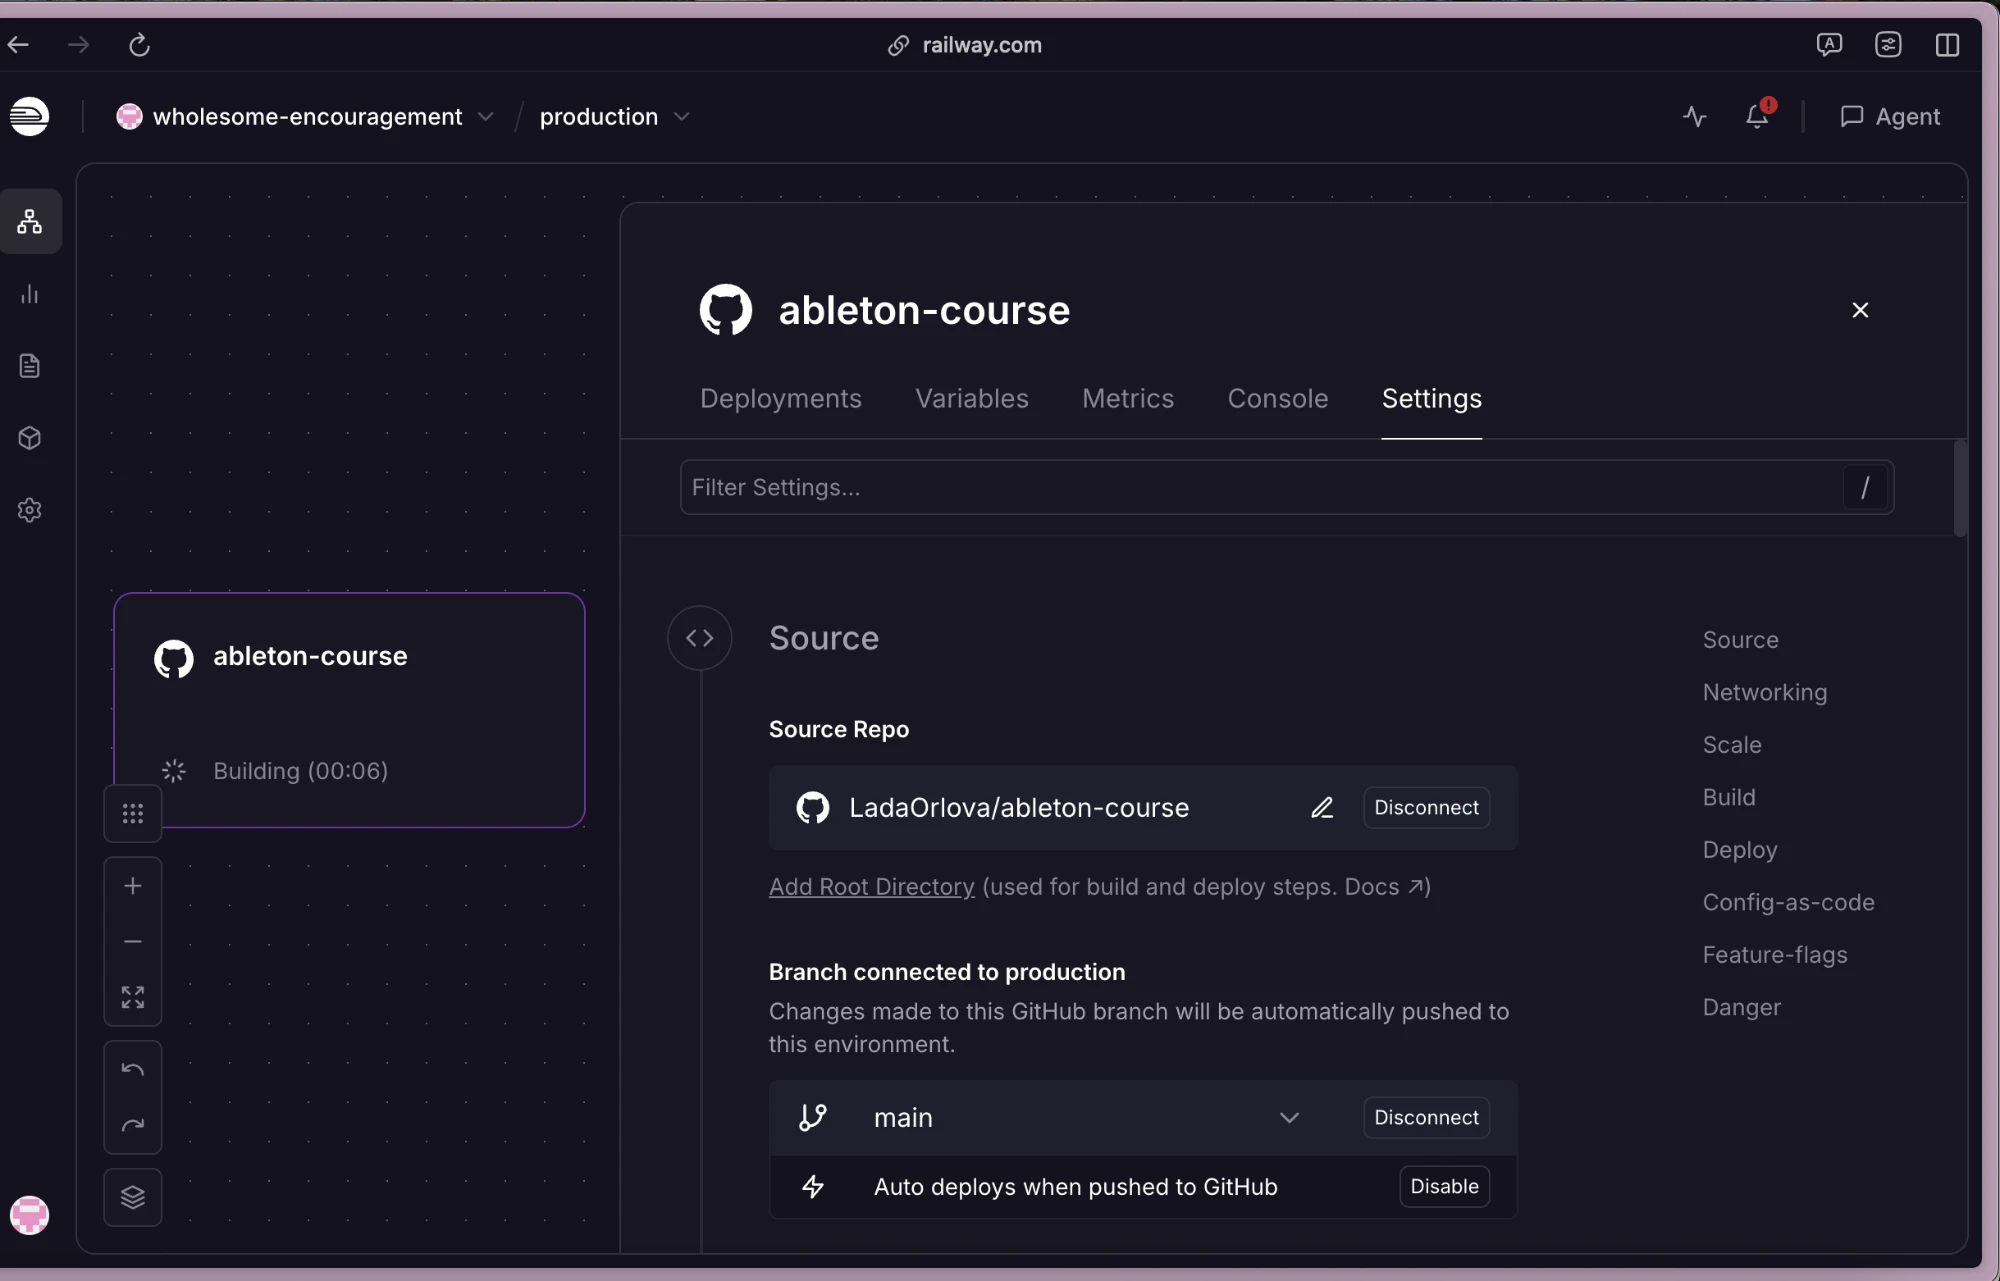 railway.com
wholesome-encouragement / production
Agent
ableton-course
Deployments Variables Metrics Console Settings
Filter Settings... /
ableton-course
Building (00:06)
Source
Source Repo
LadaOrlova/ableton-course Disconnect
Add Root Directory (used for build and deploy steps. Docs ↗)
Branch connected to production
Changes made to this GitHub branch will be automatically pushed to
this environment.
main Disconnect
Auto deploys when pushed to GitHub Disable
Source
Networking
Scale
Build
Deploy
Config-as-code
Feature-flags
Danger